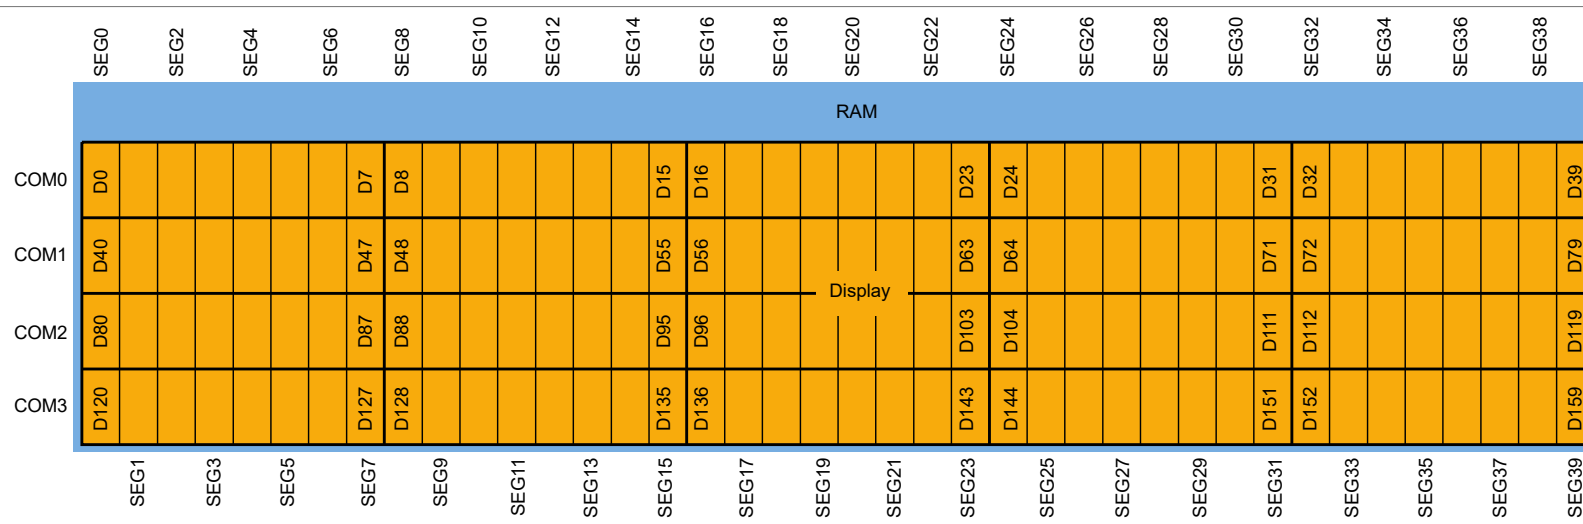 SEG0 SEG2 SEG4 SEG6 SEG8 SEG10 SEG12 SEG14 SEG16 SEG18 SEG20 SEG22 SEG24 SEG26 SEG28 SEG30 SEG32 SEG34 SEG36 SEG38
RAM
COM0 D0 D7 D8 D15 D16 D23 D24 D31 D32 D39
COM1 D40 D47 D48 D55 D56 D63 D64 D71 D72 D79
Display
COM2 D80 D87 D88 D95 D96 D103 D104 D111 D112 D119
COM3 D120 D127 D128 D135 D136 D143 D144 D151 D152 D159
SEG1 SEG3 SEG5 SEG7 SEG9 SEG11 SEG13 SEG15 SEG17 SEG19 SEG21 SEG23 SEG25 SEG27 SEG29 SEG31 SEG33 SEG35 SEG37 SEG39